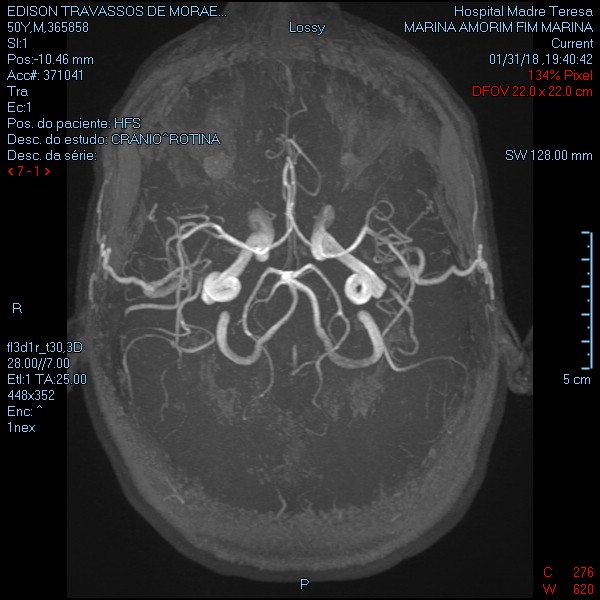 EDISON TRAVASSOS DE MORAE...
50Y,M,365858
Sl:1
Pos:-10.46 mm
Acc#: 371041
Tra
Ec:1
Pos. do paciente: HFS
Desc. do estudo: CRANIO^ROTINA
Desc. da série:
< 7 - 1 >
Lossy
Hospital Madre Teresa
MARINA AMORIM FIM MARINA
Current
01/31/18 ,19:40:42
134% Pixel
DFOV 22.0 x 22.0 cm
SW 128.00 mm
R
fl3d1r_t30,3D
28.00//7.00
Etl:1 TA:25:00
448x352
Enc: ^
1nex
5 cm
P
C 276
W 620